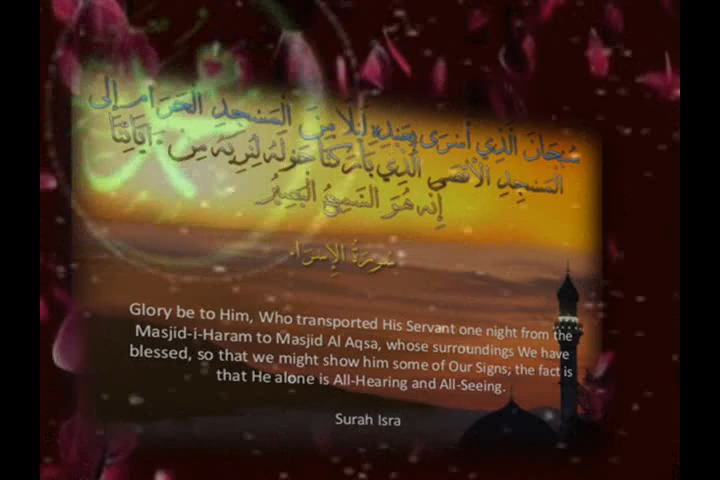 سُبْحَانَ الَّذِي أَسْرَى بِعَبْدِهِ لَيْلًا مِنَ الْمَسْجِدِ الْحَرَامِ إِلَى
الْمَسْجِدِ الْأَقْصَى الَّذِي بَارَكْنَا حَوْلَهُ لِنُرِيَهُ مِنْ آيَاتِنَا
إِنَّه هُوَ السَّمِيعُ الْبَصِيرُ
سُورَةُ الإِسْرَاء
Glory be to Him, Who transported His Servant one night from the
Masjid-i-Haram to Masjid Al Aqsa, whose surroundings We have
blessed, so that we might show him some of Our Signs; the fact is
that He alone is All-Hearing and All-Seeing.
Surah Isra